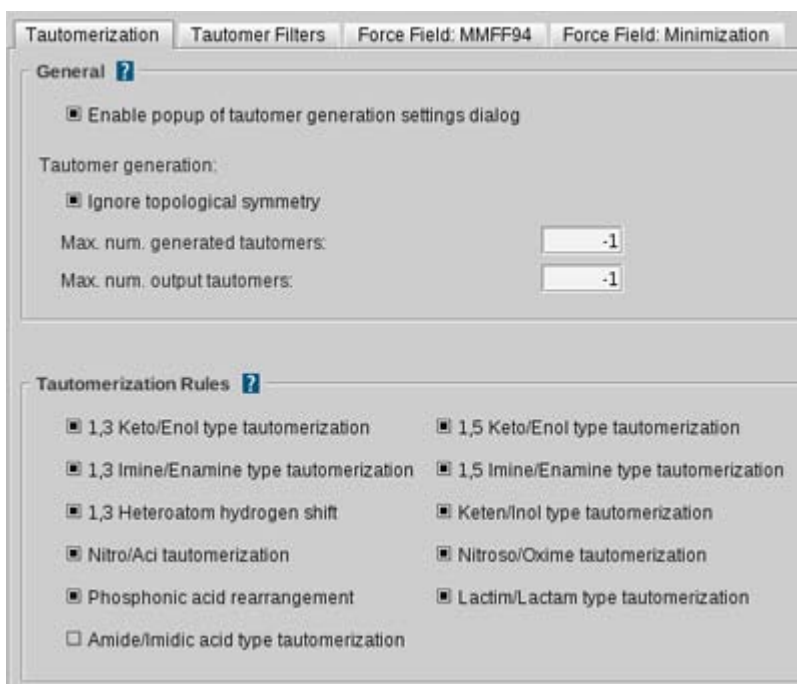 Tautomerization Tautomer Filters Force Field: MMFF94 Force Field: Minimization
General ?
Enable popup of tautomer generation settings dialog
Tautomer generation:
Ignore topological symmetry
Max. num. generated tautomers: -1
Max. num. output tautomers: -1
Tautomerization Rules ?
1,3 Keto/Enol type tautomerization 1,5 Keto/Enol type tautomerization
1,3 Imine/Enamine type tautomerization 1,5 Imine/Enamine type tautomerization
1,3 Heteroatom hydrogen shift Keten/Inol type tautomerization
Nitro/Aci tautomerization Nitroso/Oxime tautomerization
Phosphonic acid rearrangement Lactim/Lactam type tautomerization
Amide/Imidic acid type tautomerization